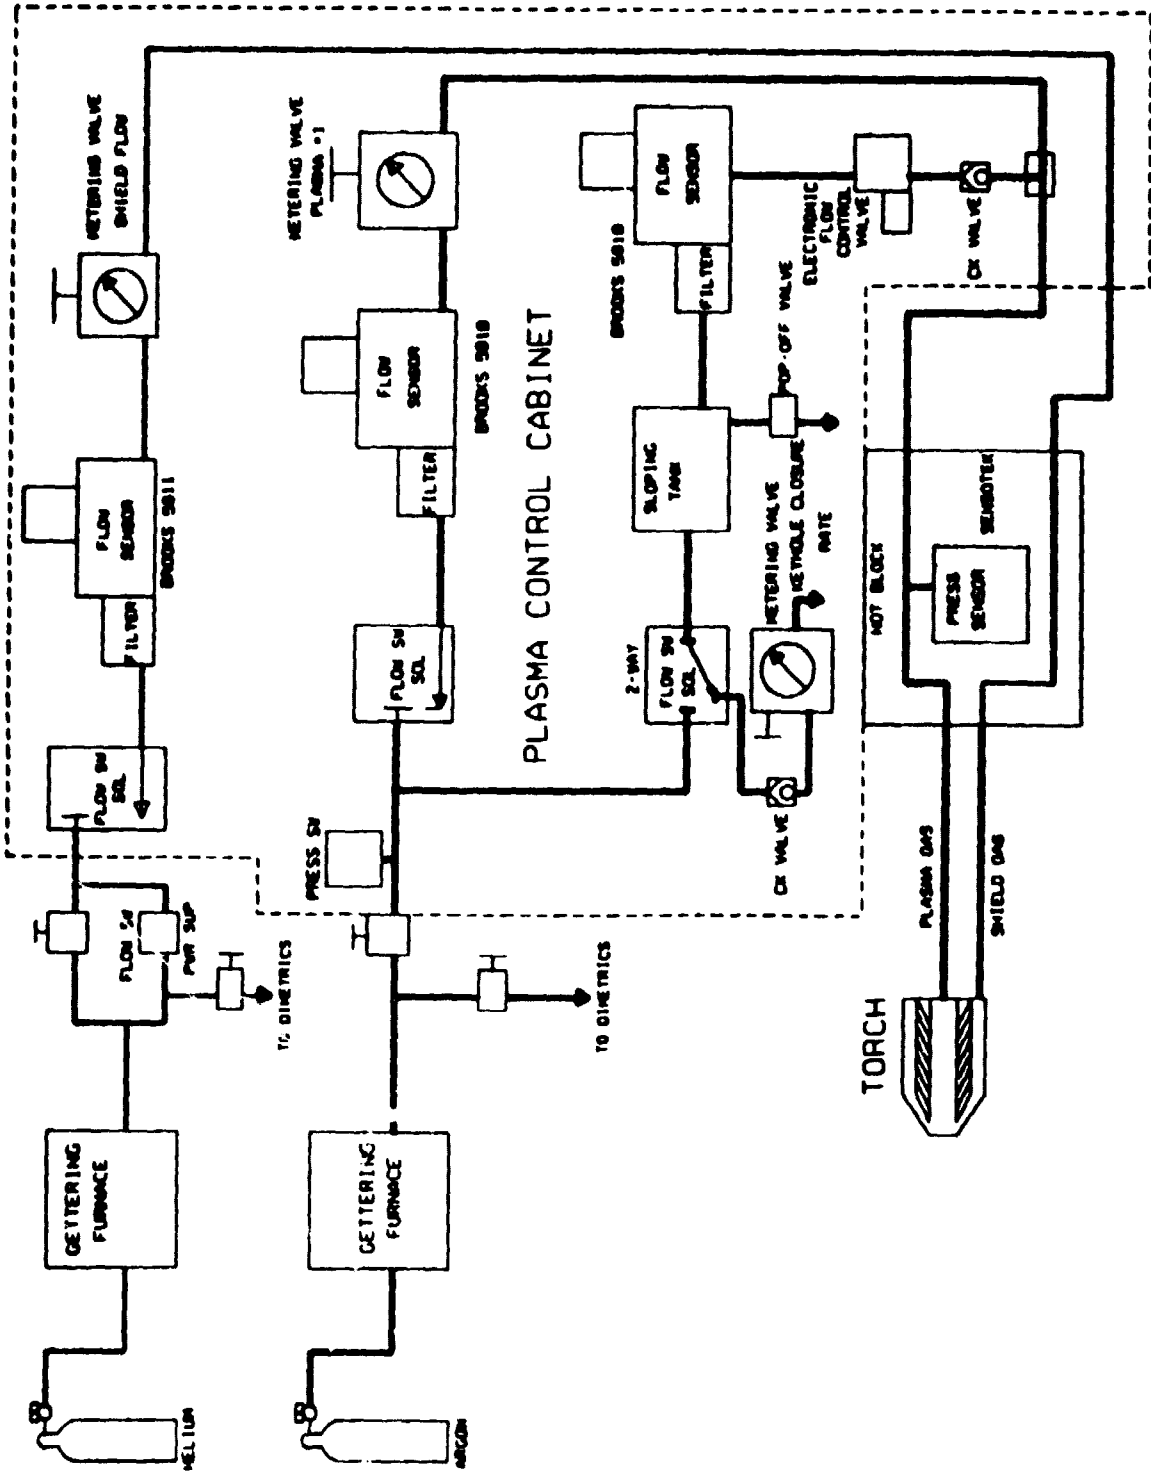 HELIUM
GETTERING
FURNACE
FLOW SW
PWR SUP
TO DIMETRICS
FLOW SW
SOL
FILTER
FLOW
SENSOR
BROOKS 5811
METERING VALVE
SHIELD FLOW
ARGON
GETTERING
FURNACE
TO DIMETRICS
PRESS SW
FLOW SW
SOL
FILTER
FLOW
SENSOR
BROOKS 5810
METERING VALVE
PLASMA #1
PLASMA CONTROL CABINET
2-WAY
FLOW SW
SOL
CK VALVE
METERING VALVE
KEYHOLE CLOSURE
RATE
SLOPING
TANK
POP-OFF VALVE
BROOKS 5810
FILTER
FLOW
SENSOR
ELECTRONIC
FLOW
CONTROL
VALVE
CK VALVE
TORCH
PLASMA GAS
SHIELD GAS
HOT BLOCK
PRESS
SENSOR
SENSOTEK